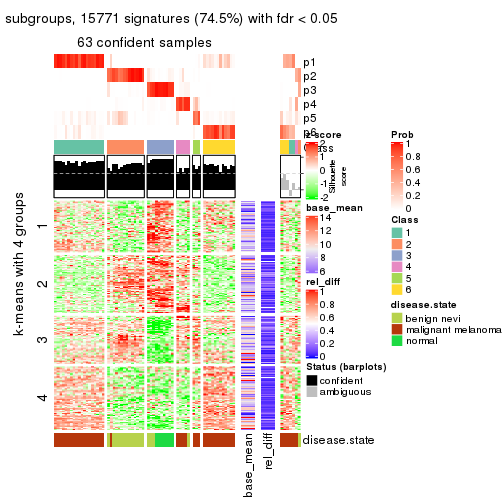 subgroups, 15771 signatures (74.5%) with fdr < 0.05
63 confident samples
p1
p2
p3
p4
p5
p6
Class
Silhouette
score
k-means with 4 groups
1
2
3
4
base_mean
rel_diff
disease.state
z-score
2
1
0
-1
-2
base_mean
14
12
10
8
6
rel_diff
1
0.8
0.6
0.4
0.2
0
Status (barplots)
confident
ambiguous
Prob
1
0.8
0.6
0.4
0.2
0
Class
1
2
3
4
5
6
disease.state
benign nevi
malignant melanoma
normal